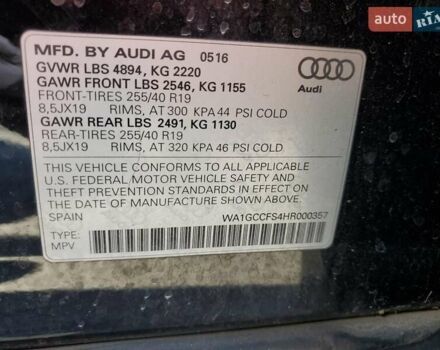 MFD. BY AUDI AG 0516
GVWR LBS 4894, KG 2220
GAWR FRONT LBS 2546, KG 1155
FRONT-TIRES 255/40 R19
8,5JX19 RIMS, AT 300 KPA 44 PSI COLD
GAWR REAR LBS 2491, KG 1130
REAR-TIRES 255/40 R19
8,5JX19 RIMS, AT 320 KPA 46 PSI COLD
Audi
THIS VEHICLE CONFORMS TO ALL APPLICABLE
U.S. FEDERAL MOTOR VEHICLE SAFETY AND
THEFT PREVENTION STANDARDS IN EFFECT ON
THE DATE OF MANUFACTURE SHOWN ABOVE.
SPAIN WA1GCCFS4HR000357
TYPE:
MPV
RIA